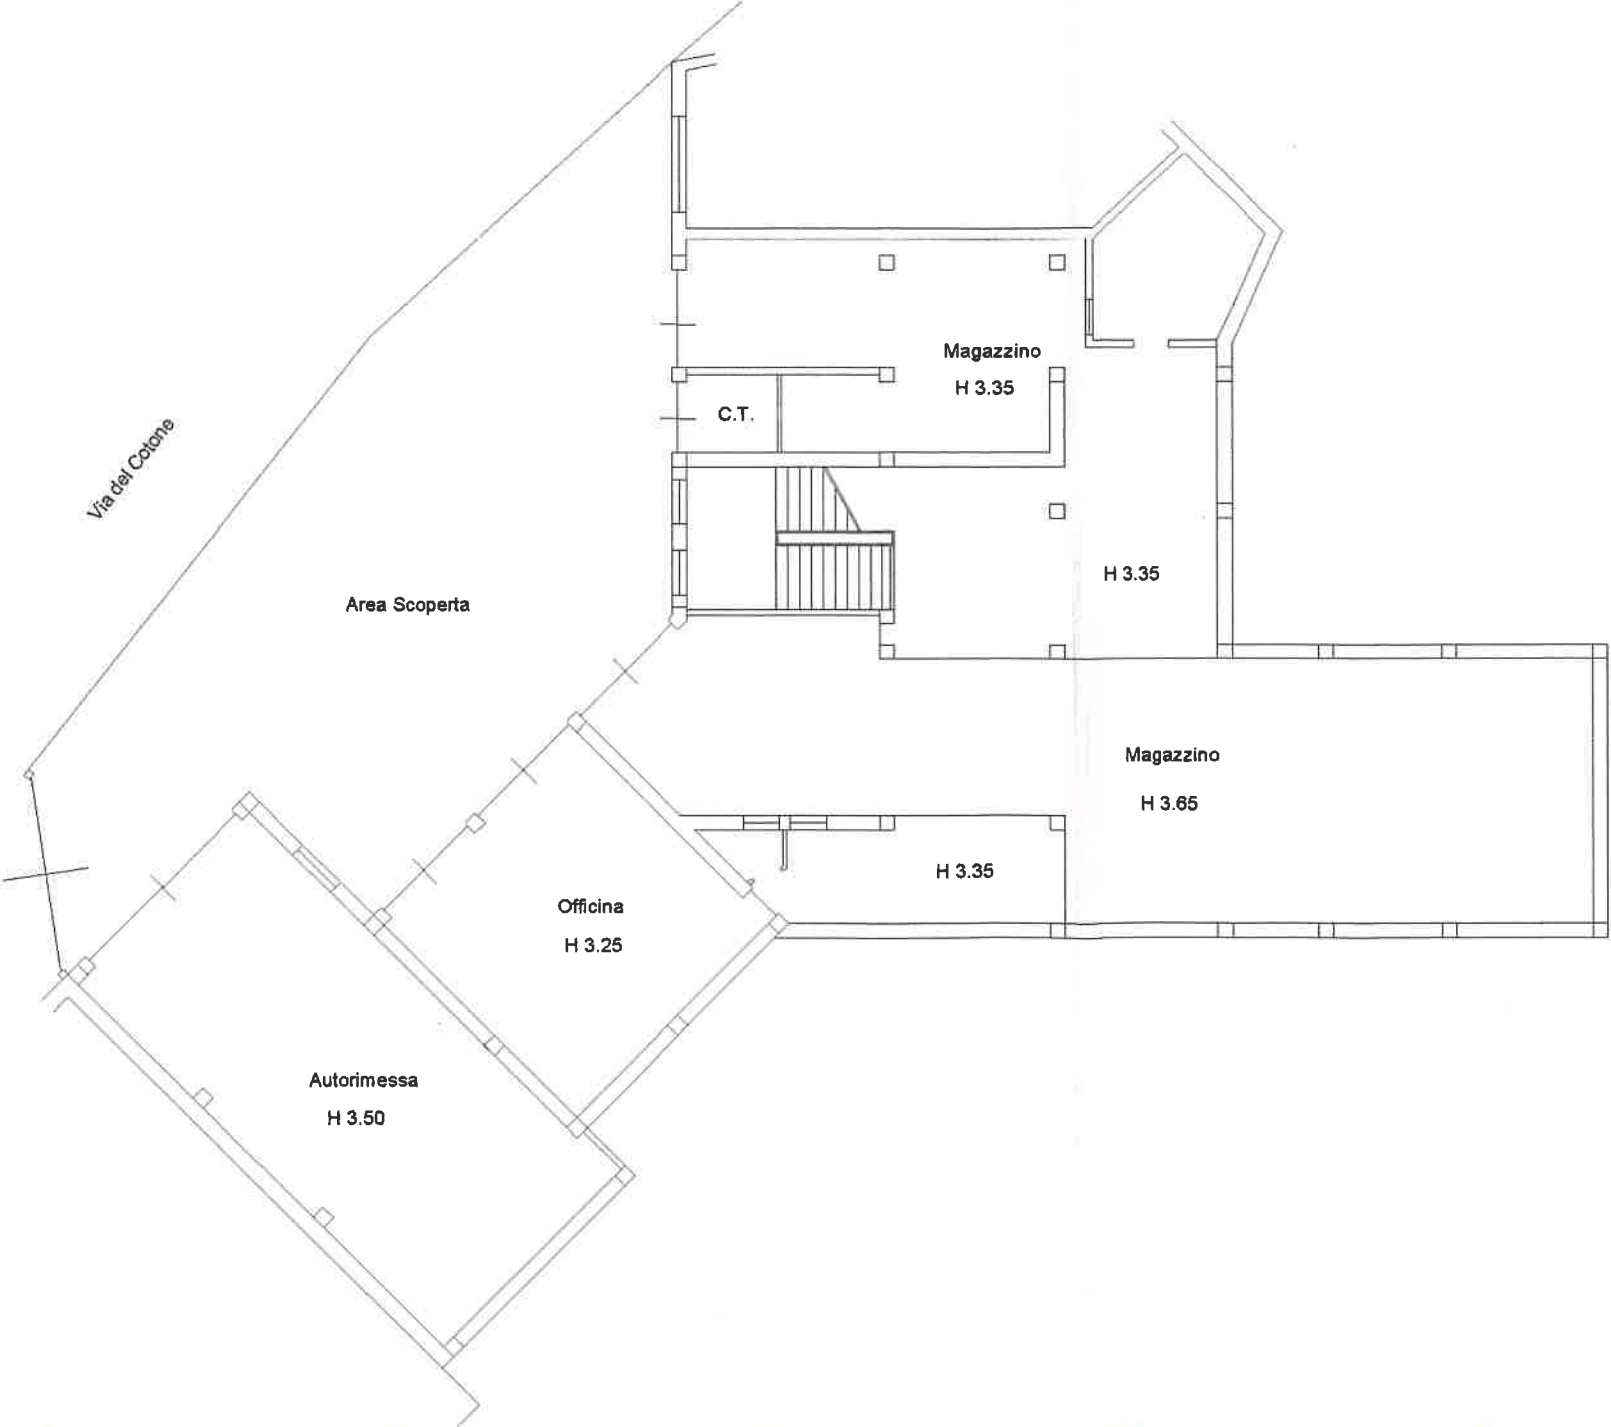 Magazzino
H 3.35
C.T.
Via del Cotone
H 3.35
Area Scoperta
Magazzino
H 3.65
H 3.35
Officina
H 3.25
Autorimessa
H 3.50